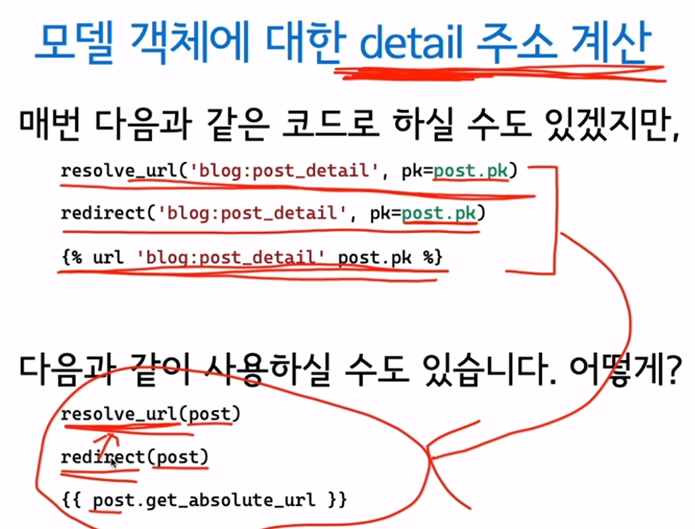 모델 객체에 대한 detail 주소 계산
매번 다음과 같은 코드로 하실 수도 있겠지만,
resolve_url('blog:post_detail', pk=post.pk)
redirect('blog:post_detail', pk=post.pk)
{% url 'blog:post_detail' post.pk %}
다음과 같이 사용하실 수도 있습니다. 어떻게?
resolve_url(post)
redirect(post)
{{ post.get_absolute_url }}